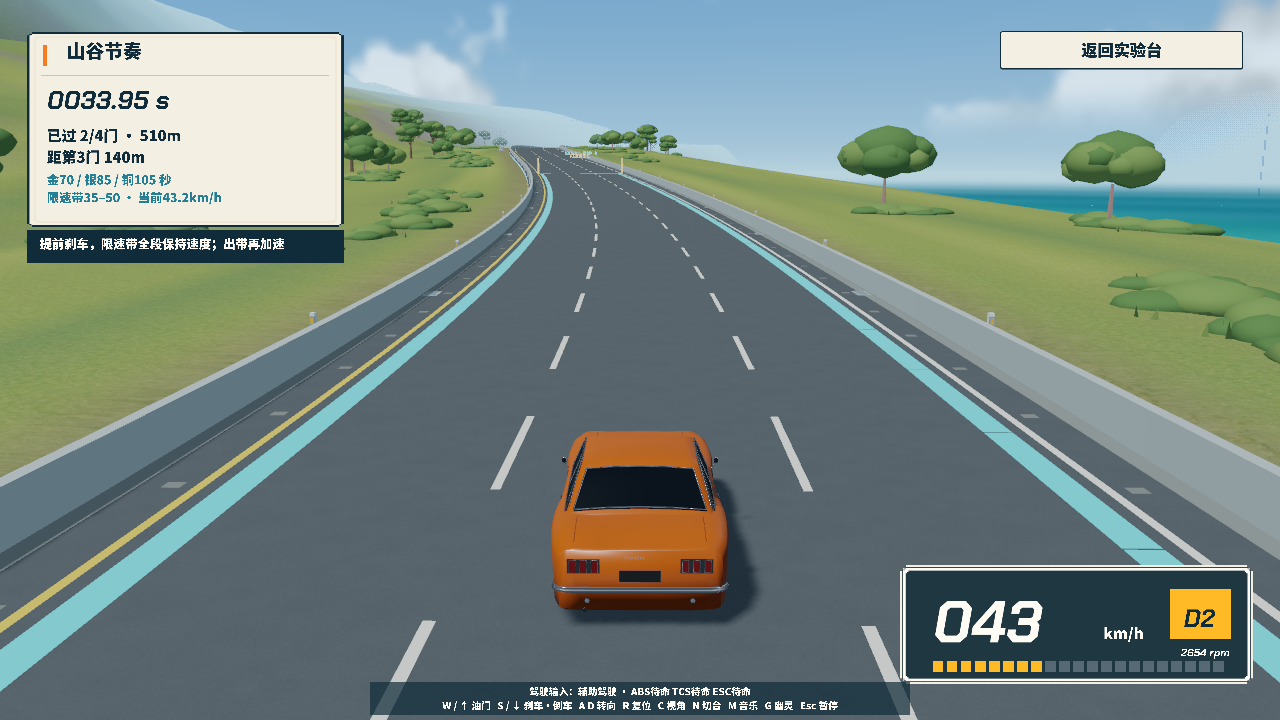 山谷节奏
0033.95 s
已过 2/4门 · 510m
距第3门 140m
金70 / 银85 / 铜105 秒
限速带35–50 · 当前43.2km/h
提前刹车，限速带全段保持速度；出带再加速
返回实验台
043 km/h D2
2654 rpm
驾驶输入：辅助驾驶 · ABS待命 TCS待命 ESC待命
W / ↑ 油门 S / ↓ 刹车·倒车 A D 转向 R 复位 C 视角 N 切台 M 音乐 G 幽灵 Esc 暂停